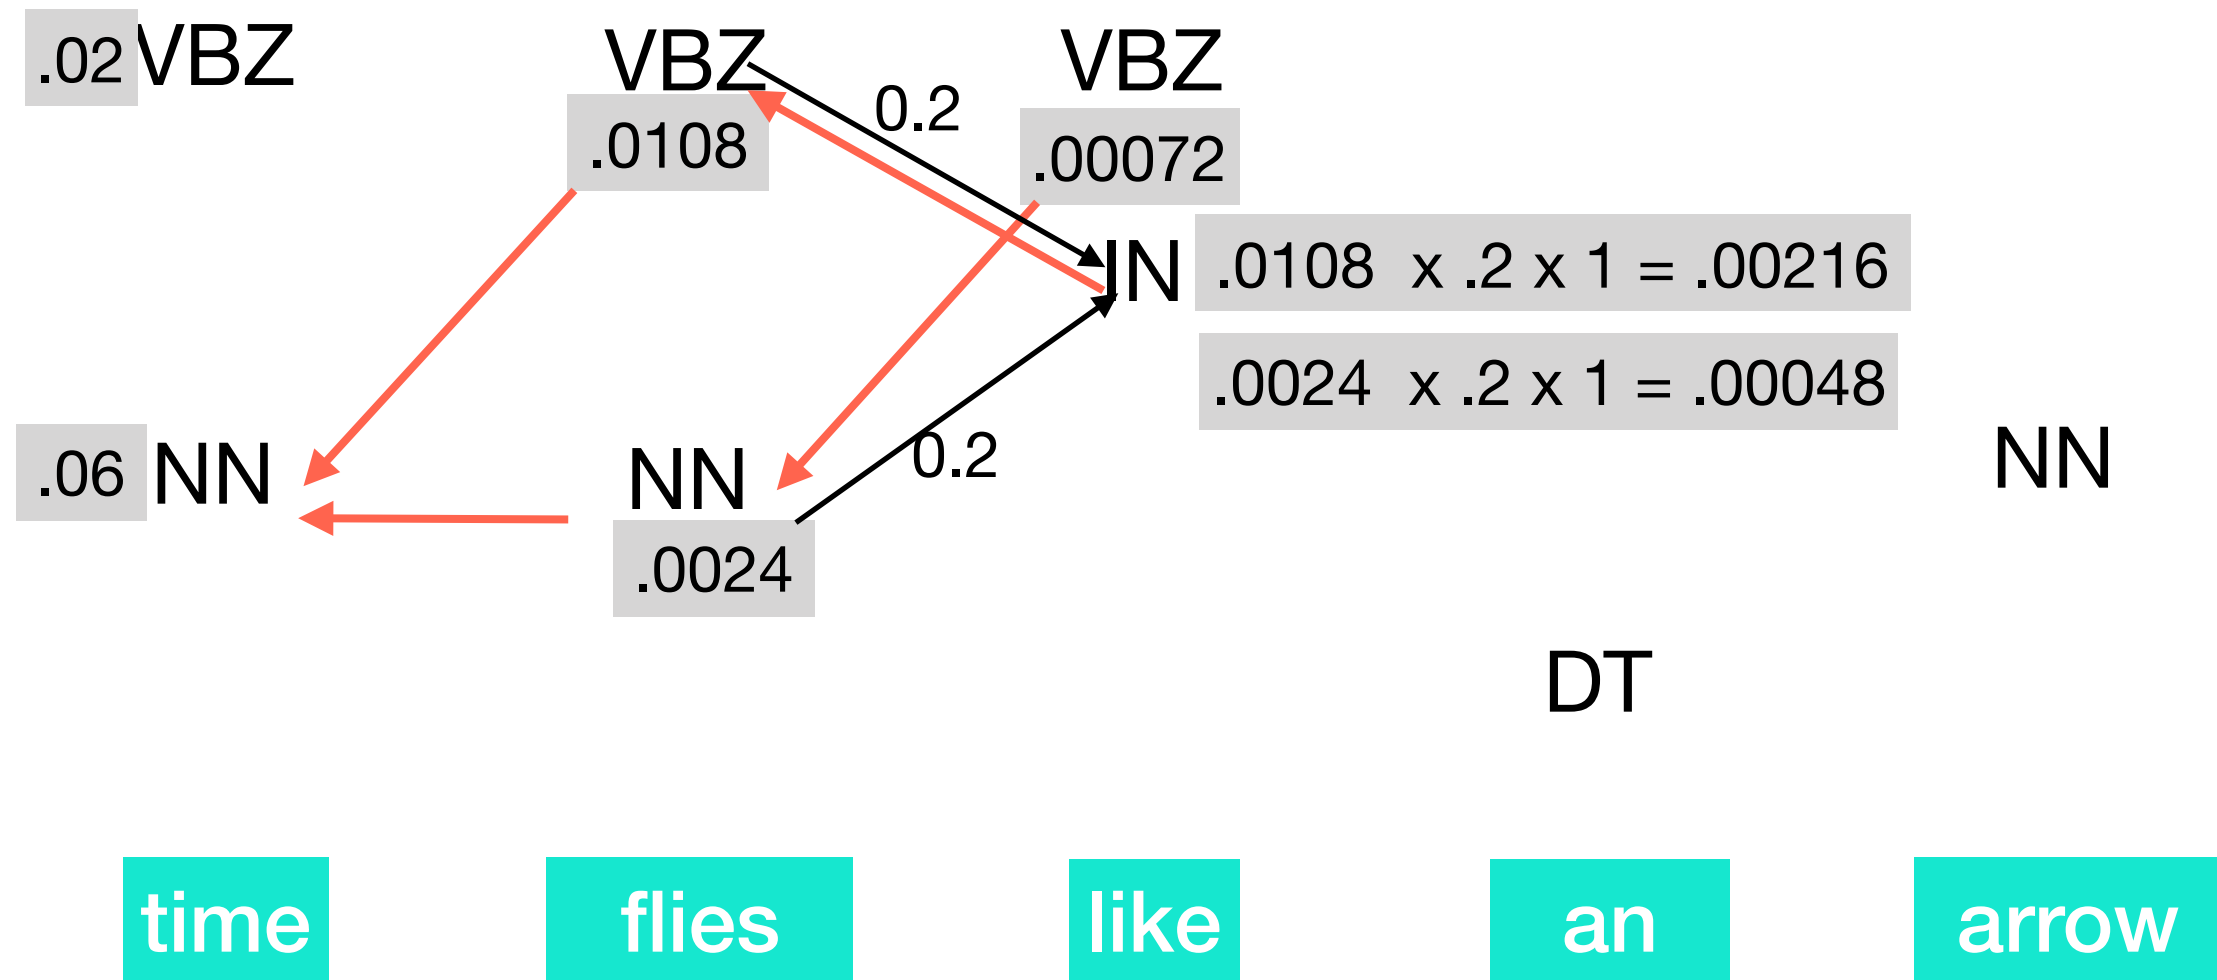 .02 VBZ VBZ VBZ
0.2
.0108 .00072
IN .0108 x .2 x 1 = .00216
.0024 x .2 x 1 = .00048
.06 NN NN 0.2 NN
.0024
DT
time flies like an arrow